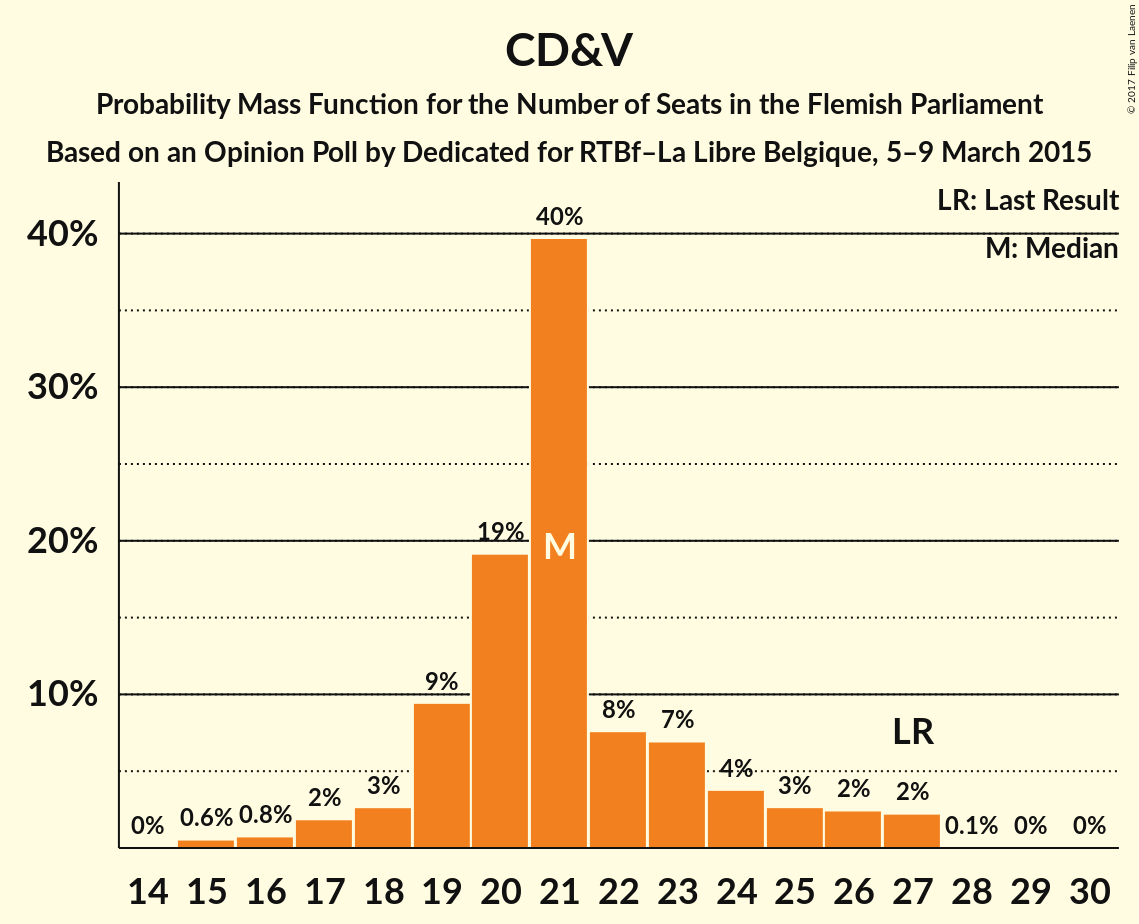 CD&V
Probability Mass Function for the Number of Seats in the Flemish Parliament
Based on an Opinion Poll by Dedicated for RTBf–La Libre Belgique, 5–9 March 2015
© 2017 Filip van Laenen
LR: Last Result
M: Median
40%
30%
20%
10%
0% 0.6% 0.8% 2% 3% 9% 19% 40% 8% 7% 4% 3% 2% 2% 0.1% 0% 0%
M
LR
14 15 16 17 18 19 20 21 22 23 24 25 26 27 28 29 30